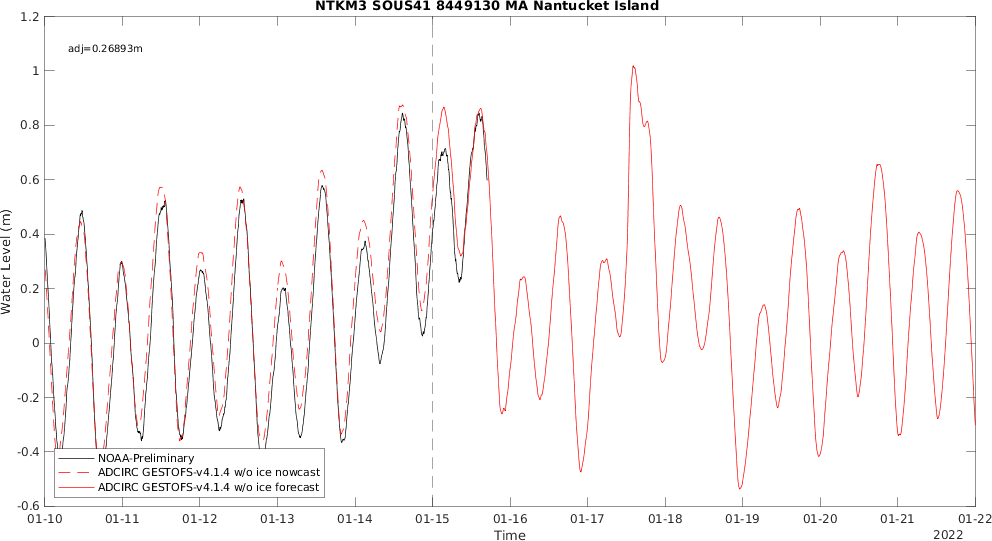 NTKM3 SOUS41 8449130 MA Nantucket Island
adj=0.26893m
Water Level (m)
1.2
1
0.8
0.6
0.4
0.2
0
-0.2
-0.4
-0.6
NOAA-Preliminary
ADCIRC GESTOFS-v4.1.4 w/o ice nowcast
ADCIRC GESTOFS-v4.1.4 w/o ice forecast
01-10 01-11 01-12 01-13 01-14 01-15 01-16 01-17 01-18 01-19 01-20 01-21 01-22
Time
2022